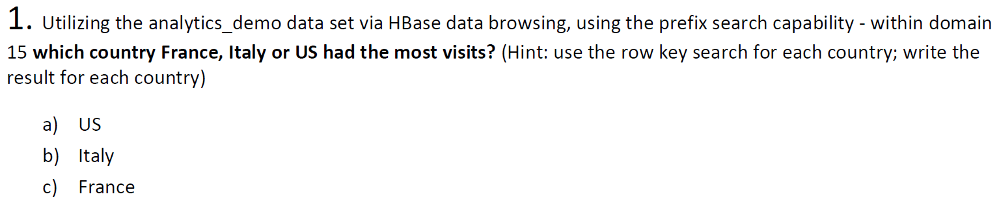 1. Utilizing the analytics_demo data set via HBase data browsing, using the prefix search capability - within domain
15 which country France, Italy or US had the most visits? (Hint: use the row key search for each country; write the
result for each country)
a) US
b) Italy
c) France